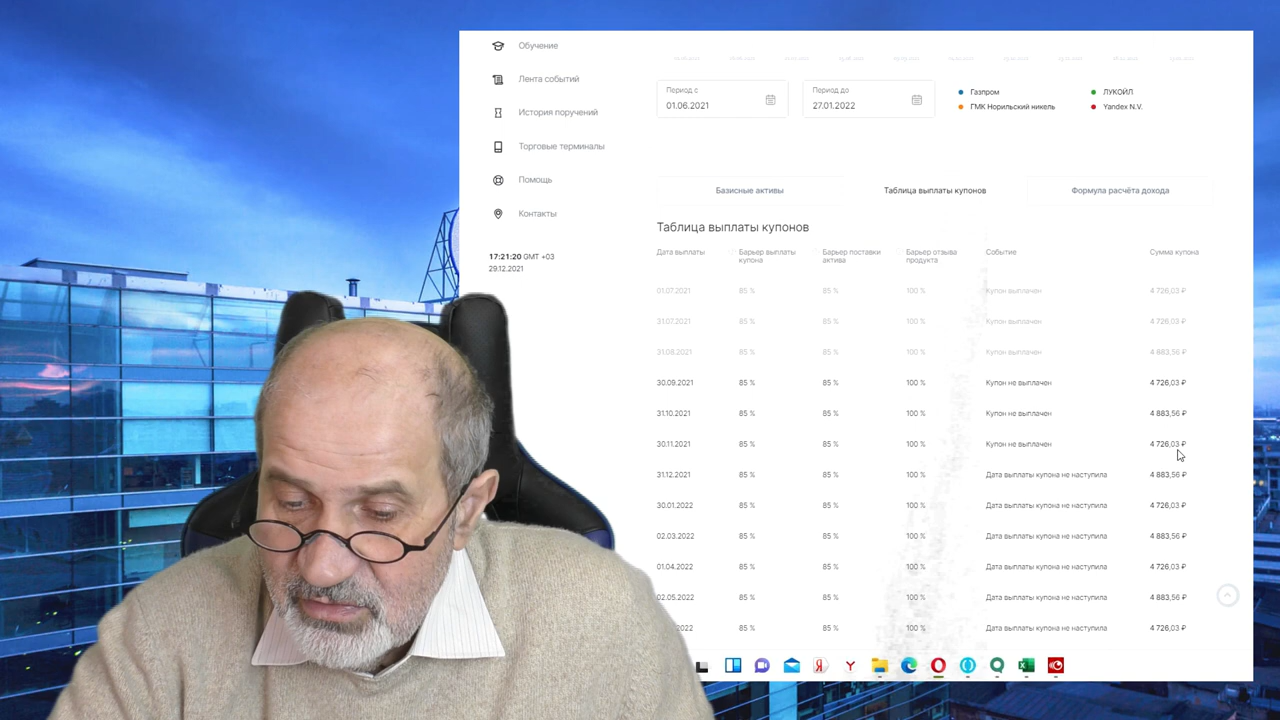 Обучение
Лента событий
История поручений
Торговые терминалы
Помощь
Контакты
17:21:20 GMT +03
29.12.2021
Период с
01.06.2021
Период до
27.01.2022
Газпром
ЛУКОЙЛ
ГМК Норильский никель
Yandex N.V.
Базисные активы
Таблица выплаты купонов
Формула расчёта дохода
Таблица выплаты купонов
Дата выплаты
Барьер выплаты купона
Барьер поставки актива
Барьер отзыва продукта
Событие
Сумма купона
01.07.2021 85 % 85 % 100 % Купон выплачен 4 726,03 ₽
31.07.2021 85 % 85 % 100 % Купон выплачен 4 726,03 ₽
31.08.2021 85 % 85 % 100 % Купон выплачен 4 883,56 ₽
30.09.2021 85 % 85 % 100 % Купон не выплачен 4 726,03 ₽
31.10.2021 85 % 85 % 100 % Купон не выплачен 4 883,56 ₽
30.11.2021 85 % 85 % 100 % Купон не выплачен 4 726,03 ₽
31.12.2021 85 % 85 % 100 % Дата выплаты купона не наступила 4 883,56 ₽
30.01.2022 85 % 85 % 100 % Дата выплаты купона не наступила 4 726,03 ₽
02.03.2022 85 % 85 % 100 % Дата выплаты купона не наступила 4 883,56 ₽
01.04.2022 85 % 85 % 100 % Дата выплаты купона не наступила 4 726,03 ₽
02.05.2022 85 % 85 % 100 % Дата выплаты купона не наступила 4 883,56 ₽
2022 85 % 85 % 100 % Дата выплаты купона не наступила 4 726,03 ₽